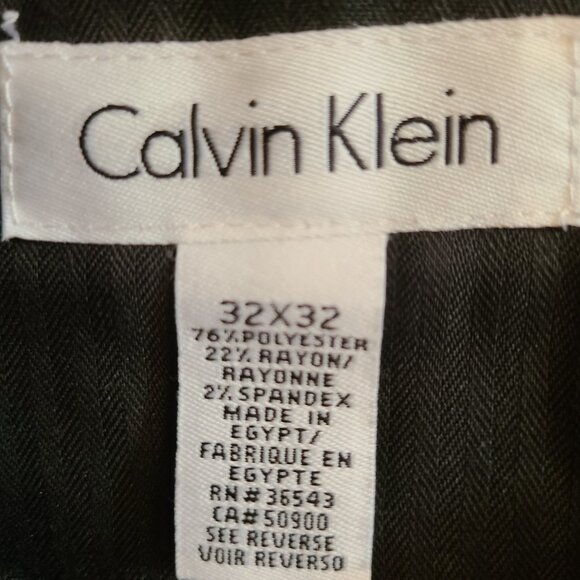 Calvin Klein
32X32
76%POLYESTER
22% RAYON/
RAYONNE
2% SPANDEX
MADE IN
EGYPT/
FABRIQUE EN
EGYPTE
RN#36543
CA#50900
SEE REVERSE
VOIR REVERSO